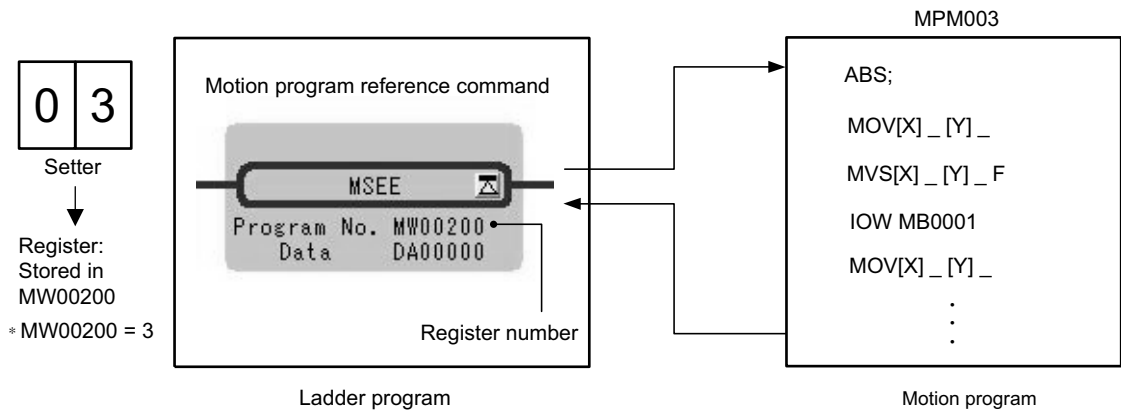 0 3
Setter
Register:
Stored in
MW00200
* MW00200 = 3
Motion program reference command
MSEE
Program No. MW00200
Data DA00000
Register number
Ladder program
MPM003
ABS;
MOV[X] _ [Y] _
MVS[X] _ [Y] _ F
IOW MB0001
MOV[X] _ [Y] _
.
.
.
Motion program